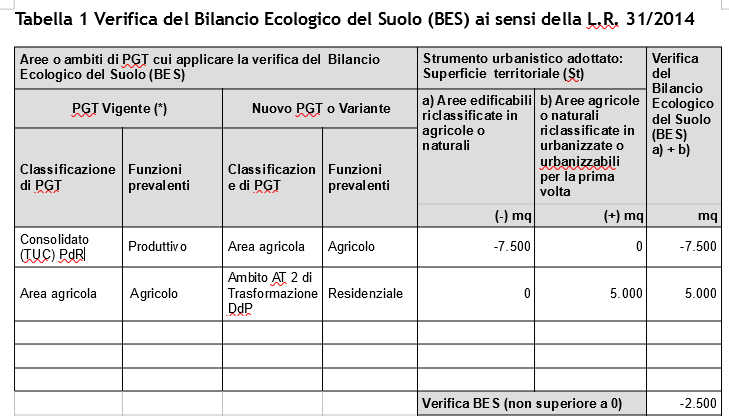 Tabella 1 Verifica del Bilancio Ecologico del Suolo (BES) ai sensi della L.R. 31/2014
Aree o ambiti di PGT cui applicare la verifica del Bilancio
Ecologico del Suolo (BES)
Strumento urbanistico adottato:
Superficie territoriale (St)
Verifica
del
Bilancio
Ecologico
del Suolo
(BES)
a) + b)
PGT Vigente (*)
Nuovo PGT o Variante
a) Aree edificabili
riclassificate in
agricole o
naturali
b) Aree agricole
o naturali
riclassificate in
urbanizzate o
urbanizzabili
per la prima
volta
Classificazione
di PGT
Funzioni
prevalenti
Classificazion
e di PGT
Funzioni
prevalenti
(-) mq
(+) mq
mq
Consolidato
(TUC) PdR
Produttivo
Area agricola
Agricolo
-7.500
0
-7.500
Area agricola
Agricolo
Ambito AT 2 di
Trasformazione
DdP
Residenziale
0
5.000
5.000
Verifica BES (non superiore a 0)
-2.500